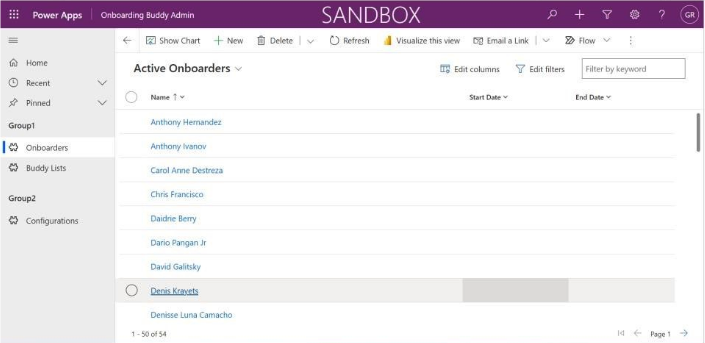 Power Apps Onboarding Buddy Admin SANDBOX GR
Show Chart New Delete Refresh Visualize this view Email a Link Flow
Home
Recent
Pinned
Group1
Onboarders
Buddy Lists
Group2
Configurations
Active Onboarders Edit columns Edit filters Filter by keyword
Name ↑ Start Date End Date
Anthony Hernandez
Anthony Ivanov
Carol Anne Destreza
Chris Francisco
Daidrie Berry
Dario Pangan Jr
David Galitsky
Denis Krayets
Denisse Luna Camacho
1 - 50 of 54 Page 1